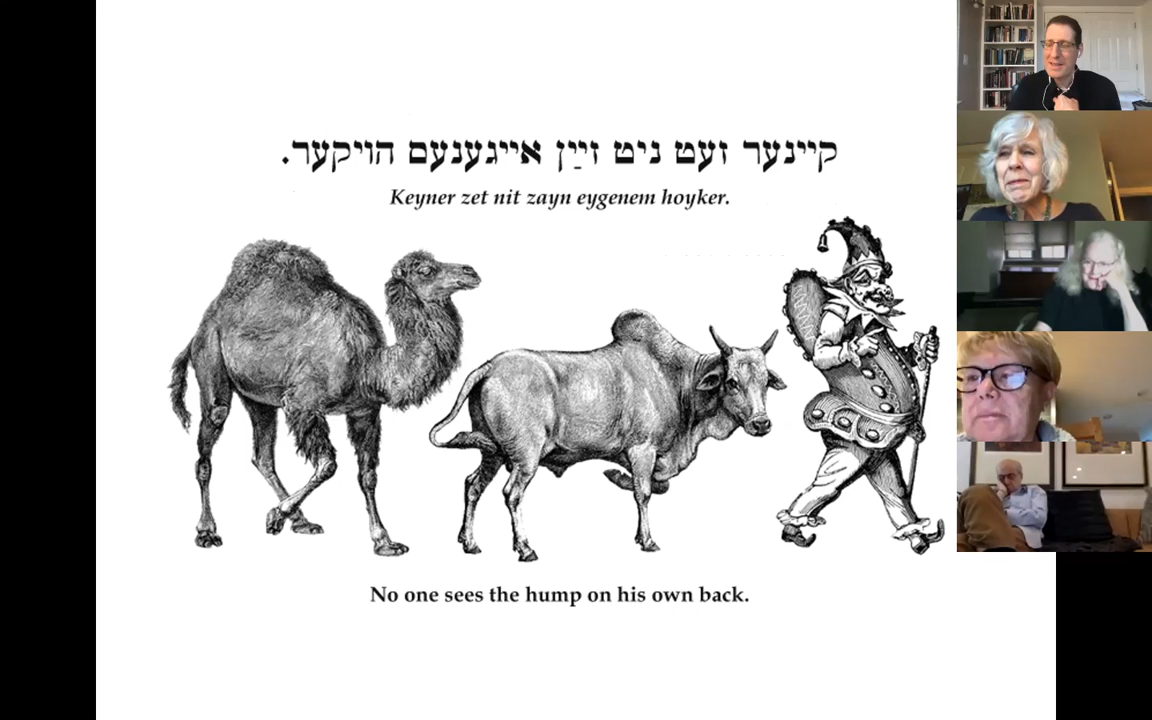 קיינער זעט ניט זײַן אייגענעם הויקער.
Keyner zet nit zayn eygenem hoyker.
No one sees the hump on his own back.